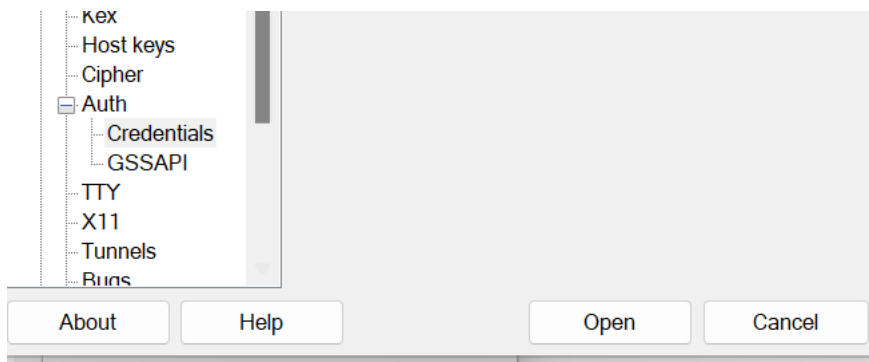 Kex
Host keys
Cipher
Auth
Credentials
GSSAPI
TTY
X11
Tunnels
Bugs
About Help Open Cancel